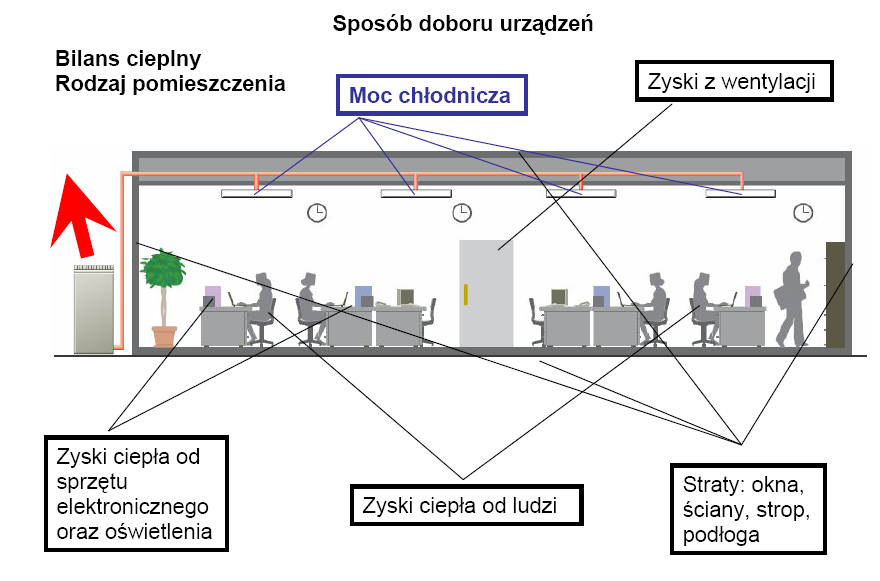 Sposób doboru urządzeń
Bilans cieplny
Rodzaj pomieszczenia
Moc chłodnicza
Zyski z wentylacji
Zyski ciepła od
sprzętu
elektronicznego
oraz oświetlenia
Zyski ciepła od ludzi
Straty: okna,
ściany, strop,
podłoga